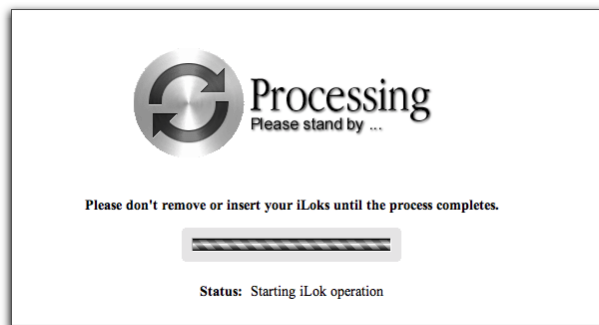 Processing
Please stand by ...
Please don't remove or insert your iLoks until the process completes.
Status: Starting iLok operation